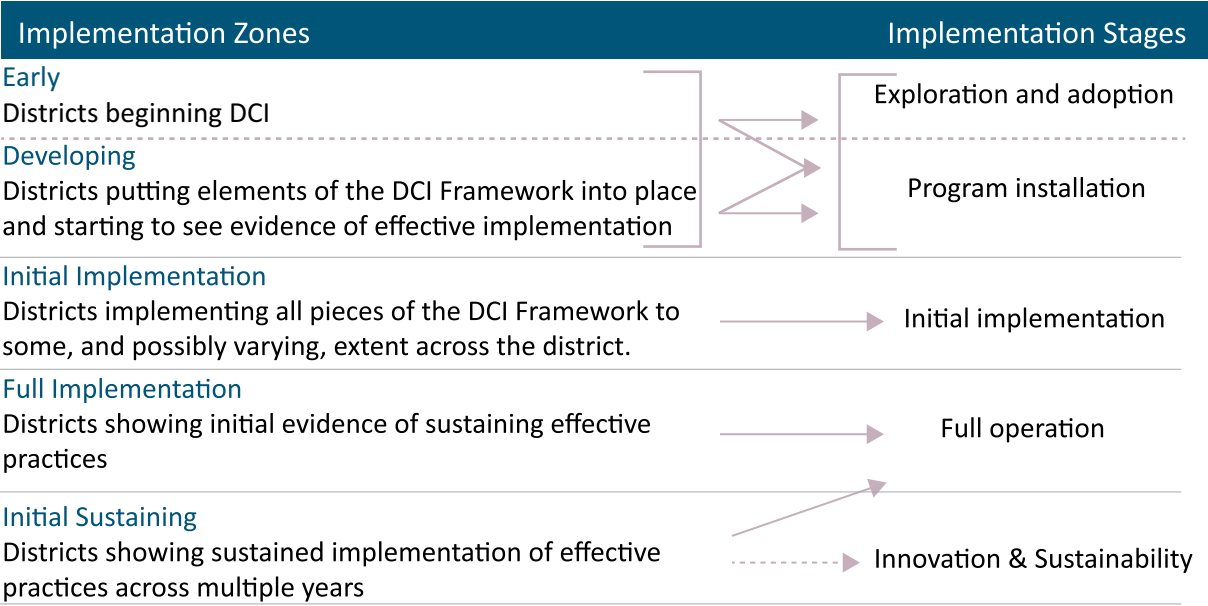 Implementation Zones
Implementation Stages
Early
Districts beginning DCI
Exploration and adoption
Developing
Districts putting elements of the DCI Framework into place
and starting to see evidence of effective implementation
Program installation
Initial Implementation
Districts implementing all pieces of the DCI Framework to
some, and possibly varying, extent across the district.
Initial implementation
Full Implementation
Districts showing initial evidence of sustaining effective
practices
Full operation
Initial Sustaining
Districts showing sustained implementation of effective
practices across multiple years
Innovation & Sustainability